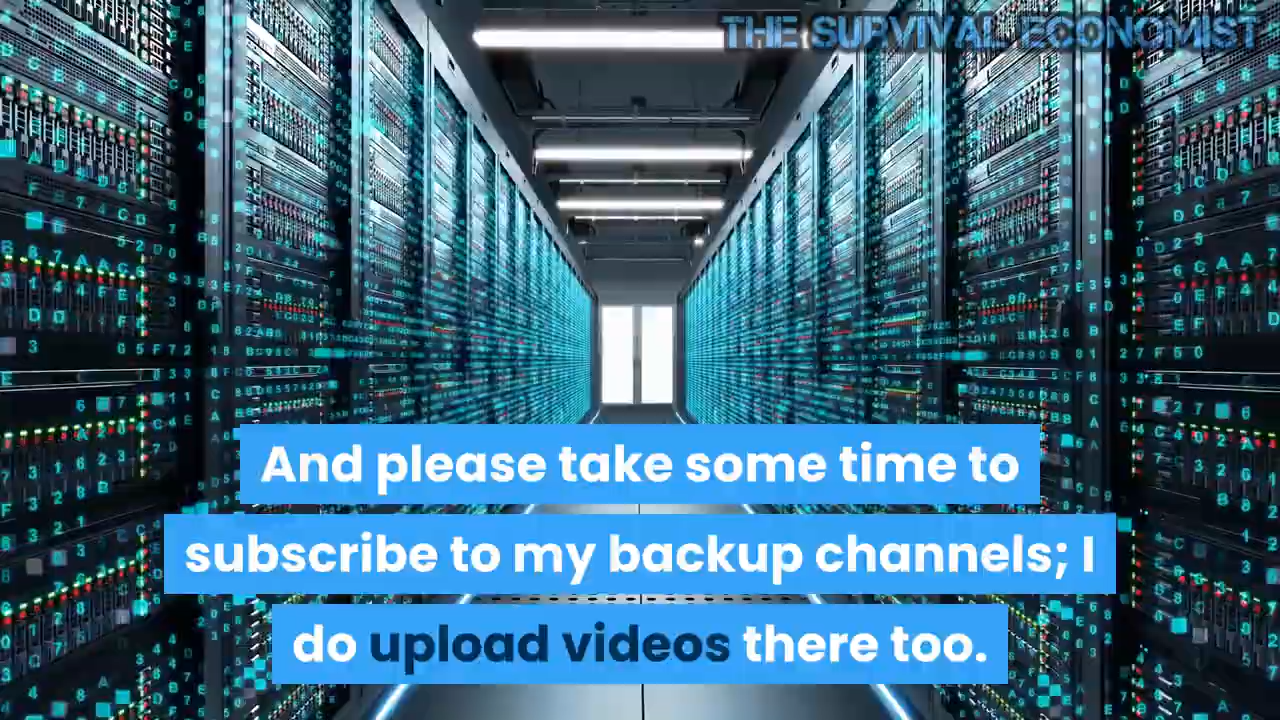 THE SURVIVAL ECONOMIST
And please take some time to
subscribe to my backup channels; I
do upload videos there too.